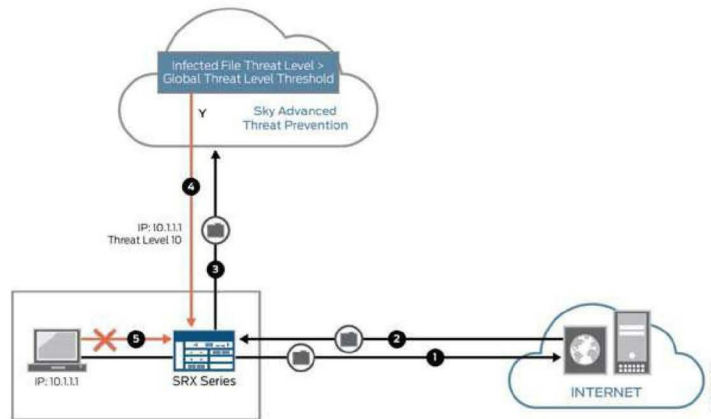 Infected File Threat Level >
Global Threat Level Threshold
Y
Sky Advanced
Threat Prevention
4
IP: 10.1.1.1
Threat Level 10
3
5
2
1
IP: 10.1.1.1
SRX Series
INTERNET